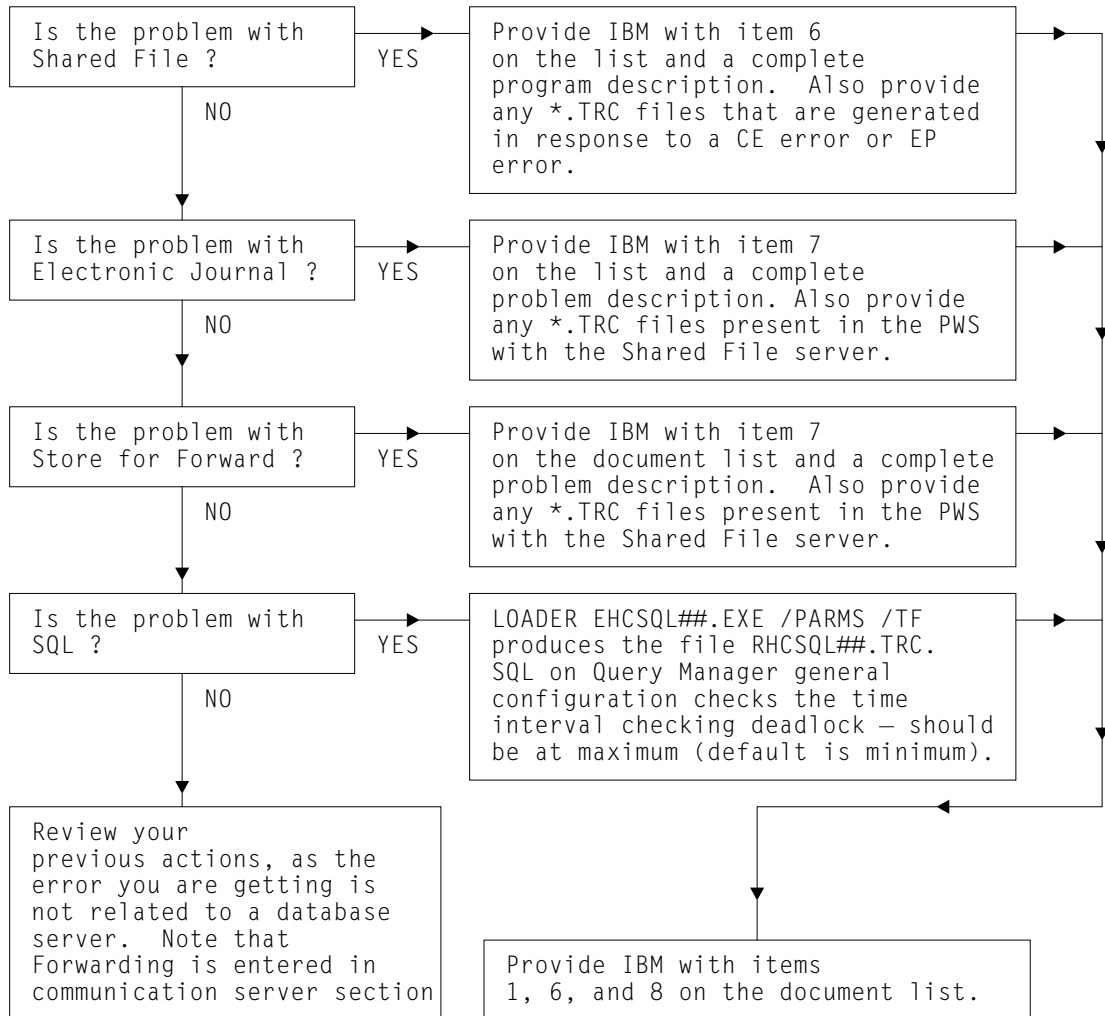 Is the problem with
Shared File ?
YES
NO
Provide IBM with item 6
on the list and a complete
program description.  Also provide
any *.TRC files that are generated
in response to a CE error or EP
error.
Is the problem with
Electronic Journal ?
YES
NO
Provide IBM with item 7
on the list and a complete
problem description. Also provide
any *.TRC files present in the PWS
with the Shared File server.
Is the problem with
Store for Forward ?
YES
NO
Provide IBM with item 7
on the document list and a complete
problem description.  Also provide
any *.TRC files present in the PWS
with the Shared File server.
Is the problem with
SQL ?
YES
NO
LOADER EHCSQL##.EXE /PARMS /TF
produces the file RHCSQL##.TRC.
SQL on Query Manager general
configuration checks the time
interval checking deadlock — should
be at maximum (default is minimum).
Review your
previous actions, as the
error you are getting is
not related to a database
server.  Note that
Forwarding is entered in
communication server section
Provide IBM with items
1, 6, and 8 on the document list.